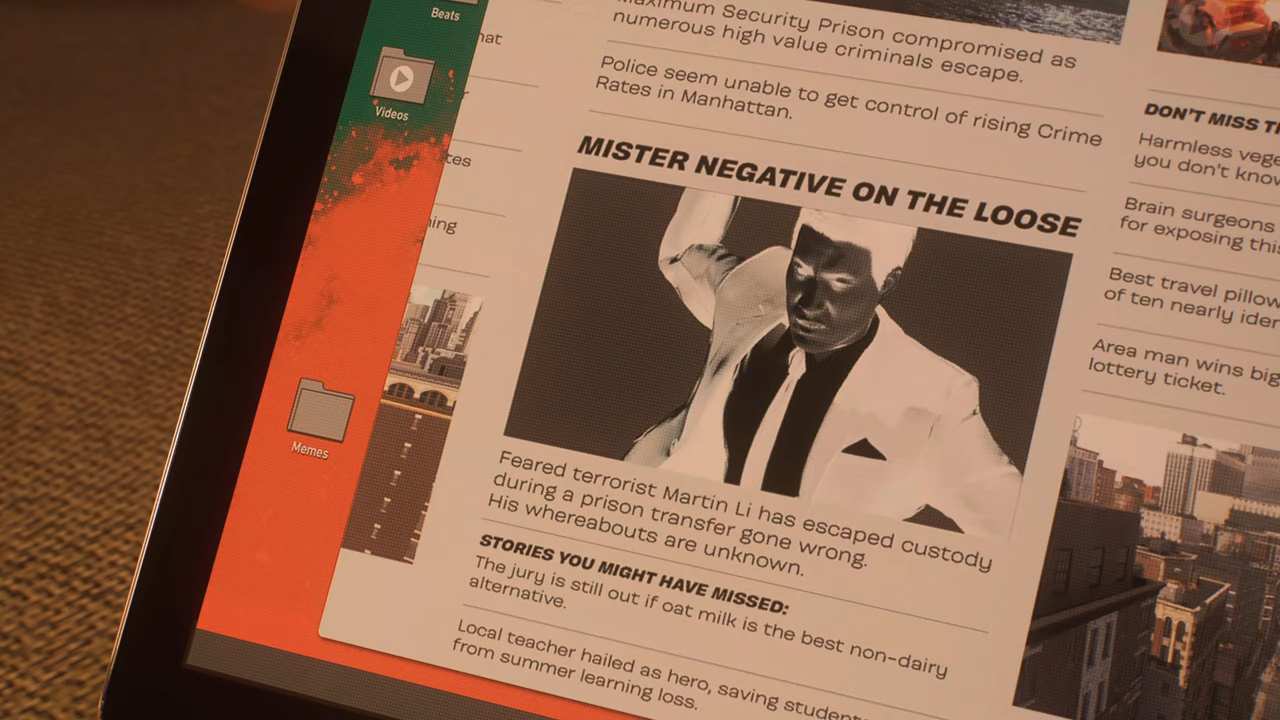 Beats
Videos
Memes
hat
tes
ning
Maximum Security Prison compromised as
numerous high value criminals escape.
Police seem unable to get control of rising Crime
Rates in Manhattan.
MISTER NEGATIVE ON THE LOOSE
Feared terrorist Martin Li has escaped custody
during a prison transfer gone wrong.
His whereabouts are unknown.
STORIES YOU MIGHT HAVE MISSED:
The jury is still out if oat milk is the best non-dairy
alternative.
Local teacher hailed as hero, saving students
from summer learning loss.
DON'T MISS
Harmless
you don't know
Brain surgeons
for exposing this
Best travel pillow
of ten nearly
Area man wins big
lottery ticket.